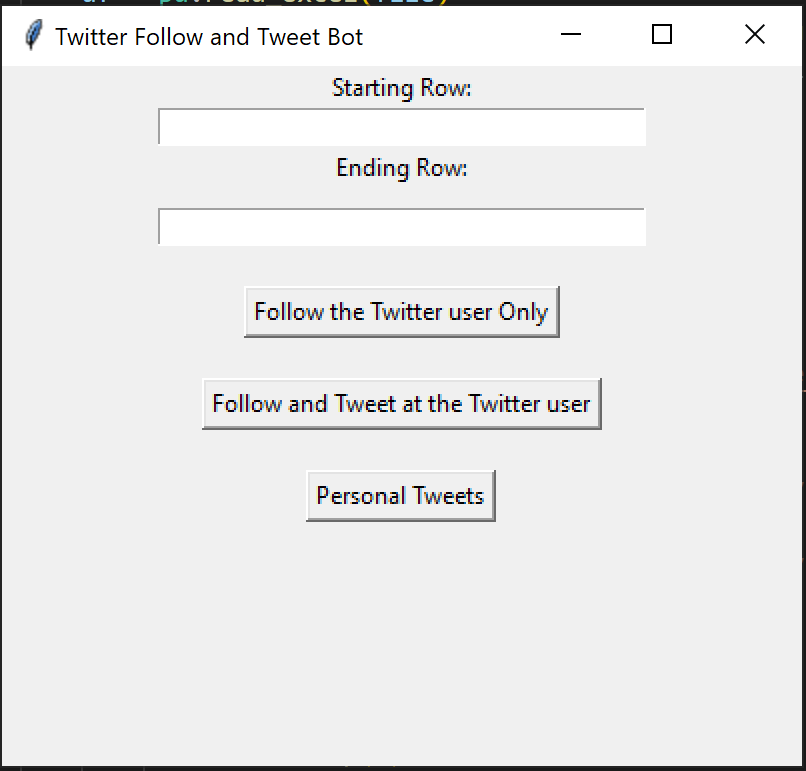 Twitter Follow and Tweet Bot
Starting Row:
Ending Row:
Follow the Twitter user Only
Follow and Tweet at the Twitter user
Personal Tweets